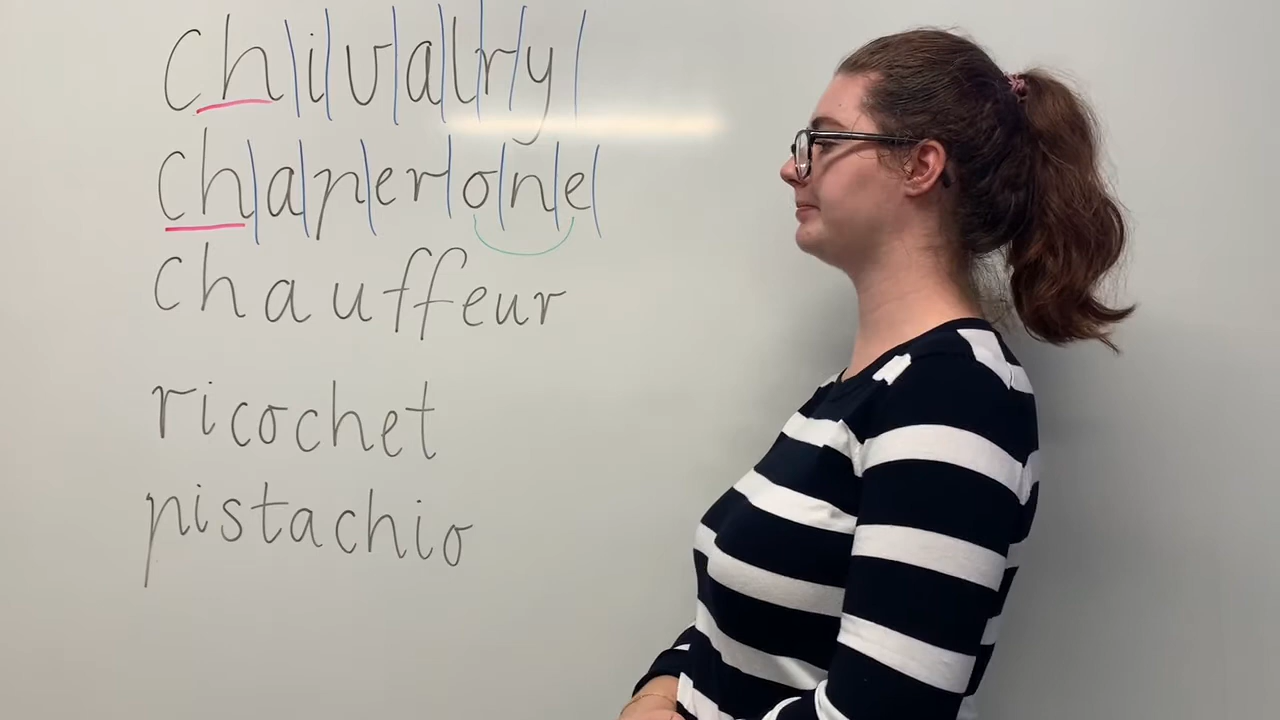 chivalry
chaperone
chauffeur
ricochet
pistachio